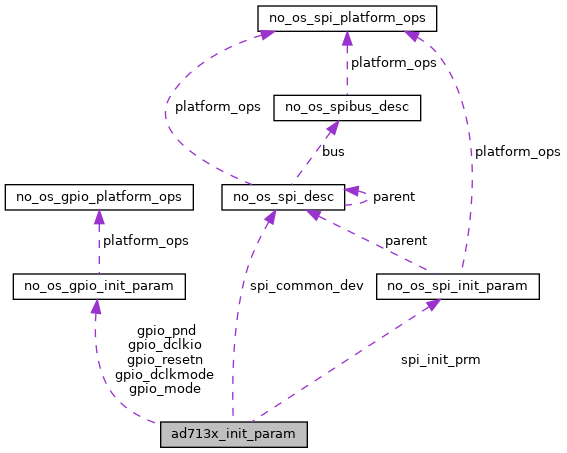 no_os_spi_platform_ops
platform_ops
no_os_spibus_desc
platform_ops
platform_ops
bus
no_os_gpio_platform_ops
no_os_spi_desc
parent
platform_ops
parent
no_os_gpio_init_param
spi_common_dev
no_os_spi_init_param
gpio_pnd
gpio_dclkio
gpio_resetn
gpio_dclkmode
gpio_mode
spi_init_prm
ad713x_init_param